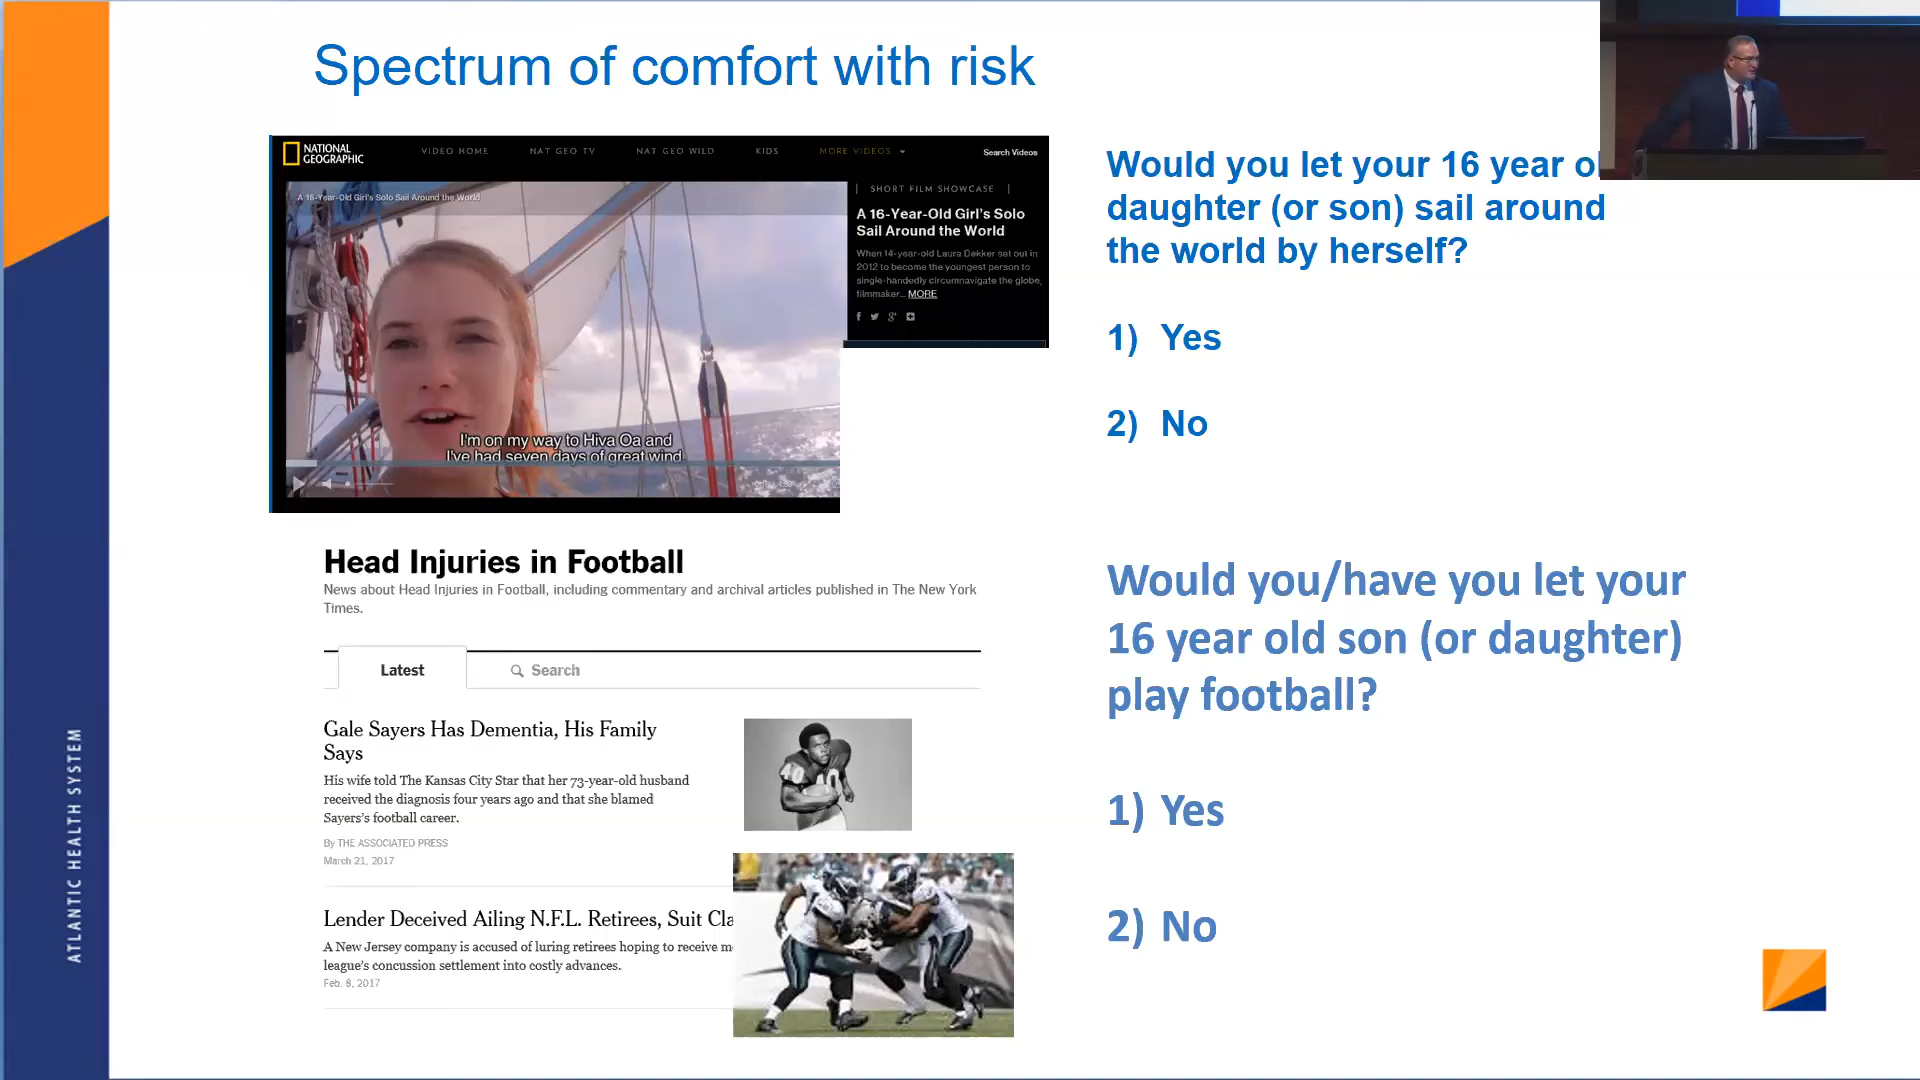 Spectrum of comfort with risk
NATIONAL
GEOGRAPHIC
VIDEO HOME
NAT GEO TV
NAT GEO WILD
KIDS
MORE VIDEOS
Search Videos
A 16-Year-Old Girl's Solo Sail Around the World
SHORT FILM SHOWCASE
A 16-Year-Old Girl's Solo
Sail Around the World
When 14-year-old Laura Dekker set out in
2012 to become the youngest person to
single-handedly circumnavigate the globe,
filmmaker... MORE
I'm on my way to Hiva Oa and
I've had seven days of great wind
Would you let your 16 year ol
daughter (or son) sail around
the world by herself?
1) Yes
2) No
Head Injuries in Football
News about Head Injuries in Football, including commentary and archival articles published in The New York
Times.
Latest
Search
Gale Sayers Has Dementia, His Family
Says
His wife told The Kansas City Star that her 73-year-old husband
received the diagnosis four years ago and that she blamed
Sayers's football career.
By THE ASSOCIATED PRESS
March 21, 2017
Lender Deceived Ailing N.F.L. Retirees, Suit Cla
A New Jersey company is accused of luring retirees hoping to receive m
league's concussion settlement into costly advances.
Feb. 8, 2017
Would you/have you let your
16 year old son (or daughter)
play football?
1) Yes
2) No
ATLANTIC HEALTH SYSTEM